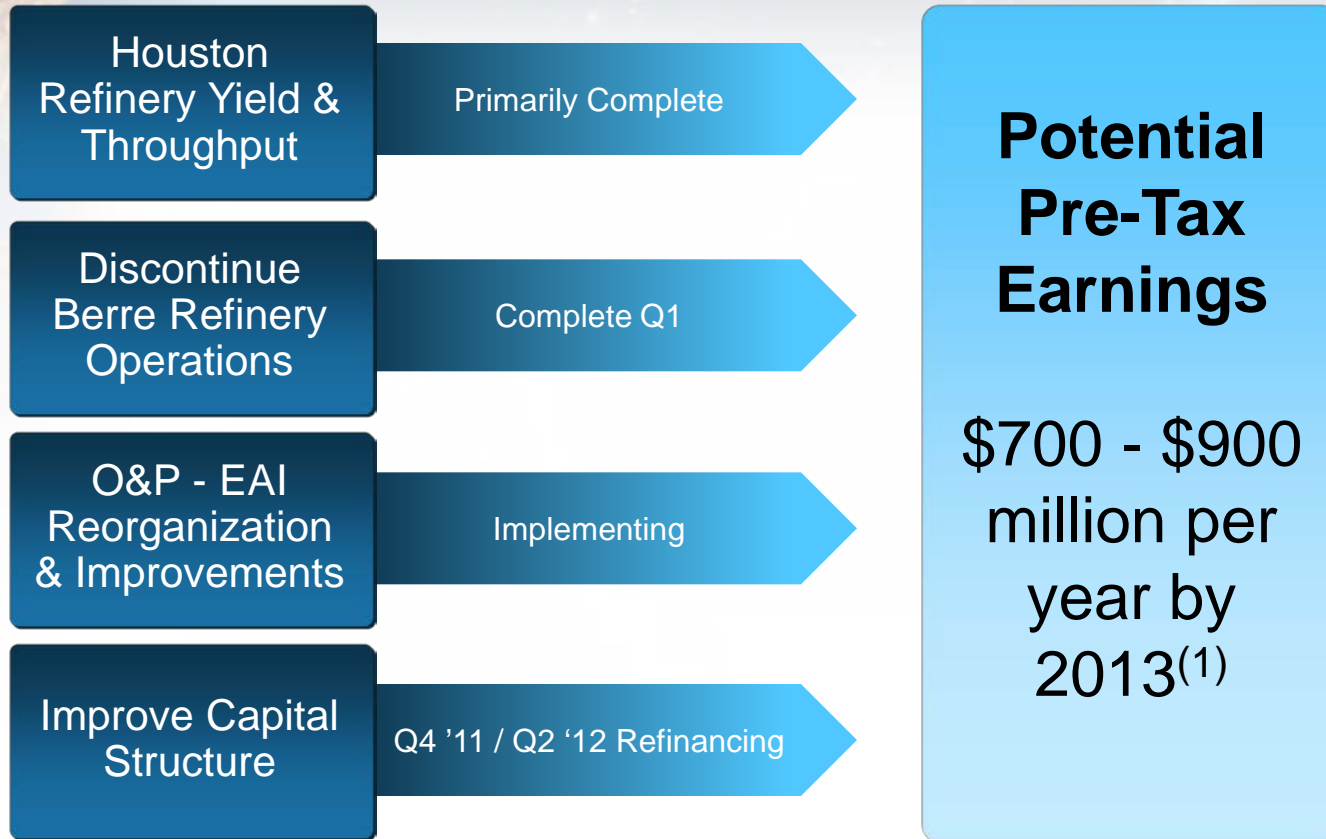 Houston
Refinery Yield &
Throughput
Primarily Complete
Discontinue
Berre Refinery
Operations
Complete Q1
O&P - EAI
Reorganization
& Improvements
Implementing
Improve Capital
Structure
Q4 ’11 / Q2 ‘12 Refinancing
Potential
Pre-Tax
Earnings
$700 - $900
million per
year by
2013(1)